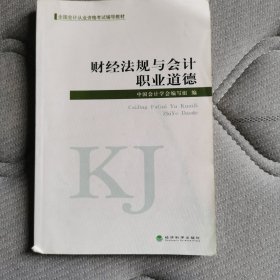 全国会计从业资格考试辅导教材
财经法规与会计
职业道德
中国会计学会编写组 编
Caijing Fagui Yu Kuaiji
Zhiye Daode
KJ
经济科学出版社